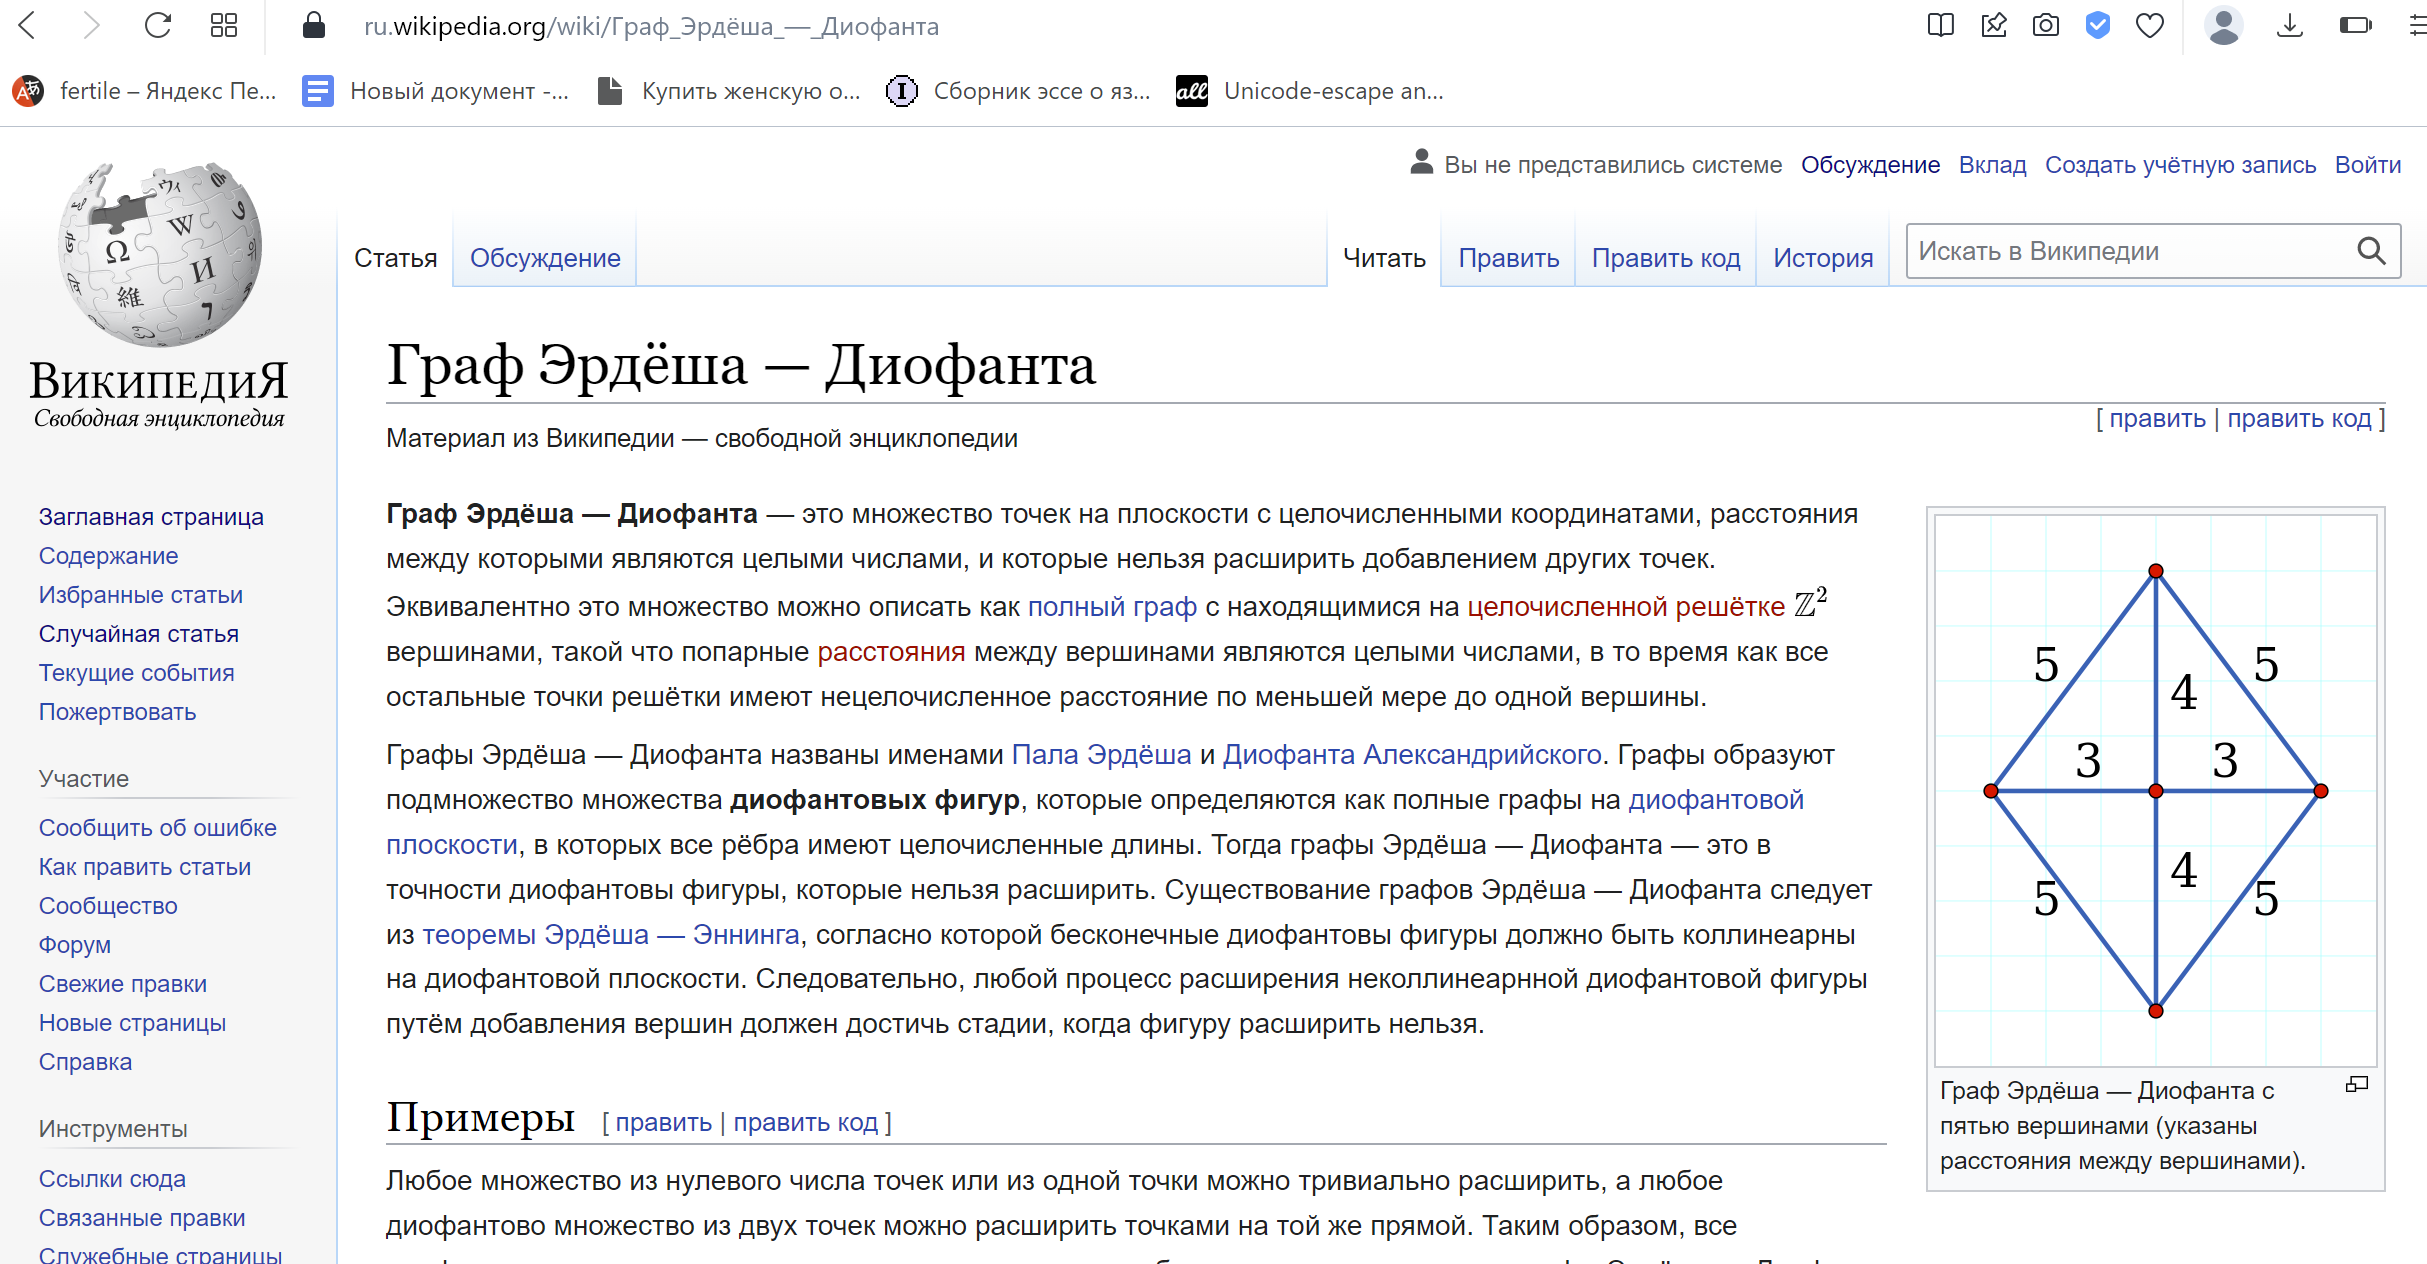 ru.wikipedia.org/wiki/Граф_Эрдёша_—_Диофанта
fertile – Яндекс Пе...
Новый документ -...
Купить женскую о...
Сборник эссе о яз...
Unicode-escape an...
Вы не представились системе Обсуждение Вклад Создать учётную запись Войти
Статья Обсуждение Читать Править Править код История Искать в Википедии
ВикипедиЯ
Свободная энциклопедия
Заглавная страница
Содержание
Избранные статьи
Случайная статья
Текущие события
Пожертвовать
Участие
Сообщить об ошибке
Как править статьи
Сообщество
Форум
Свежие правки
Новые страницы
Справка
Инструменты
Ссылки сюда
Связанные правки
Служебные страницы
Граф Эрдёша — Диофанта
[ править | править код ]
Материал из Википедии — свободной энциклопедии
Граф Эрдёша — Диофанта — это множество точек на плоскости с целочисленными координатами, расстояния
между которыми являются целыми числами, и которые нельзя расширить добавлением других точек.
Эквивалентно это множество можно описать как полный граф с находящимися на целочисленной решётке ℤ²
вершинами, такой что попарные расстояния между вершинами являются целыми числами, в то время как все
остальные точки решётки имеют нецелочисленное расстояние по меньшей мере до одной вершины.
Графы Эрдёша — Диофанта названы именами Пала Эрдёша и Диофанта Александрийского. Графы образуют
подмножество множества диофантовых фигур, которые определяются как полные графы на диофантовой
плоскости, в которых все рёбра имеют целочисленные длины. Тогда графы Эрдёша — Диофанта — это в
точности диофантовы фигуры, которые нельзя расширить. Существование графов Эрдёша — Диофанта следует
из теоремы Эрдёша — Эннинга, согласно которой бесконечные диофантовы фигуры должно быть коллинеарны
на диофантовой плоскости. Следовательно, любой процесс расширения неколлинеарнной диофантовой фигуры
путём добавления вершин должен достичь стадии, когда фигуру расширить нельзя.
5 5
4
3 3
4
5 5
Граф Эрдёша — Диофанта с
пятью вершинами (указаны
расстояния между вершинами).
Примеры [ править | править код ]
Любое множество из нулевого числа точек или из одной точки можно тривиально расширить, а любое
диофантово множество из двух точек можно расширить точками на той же прямой. Таким образом, все